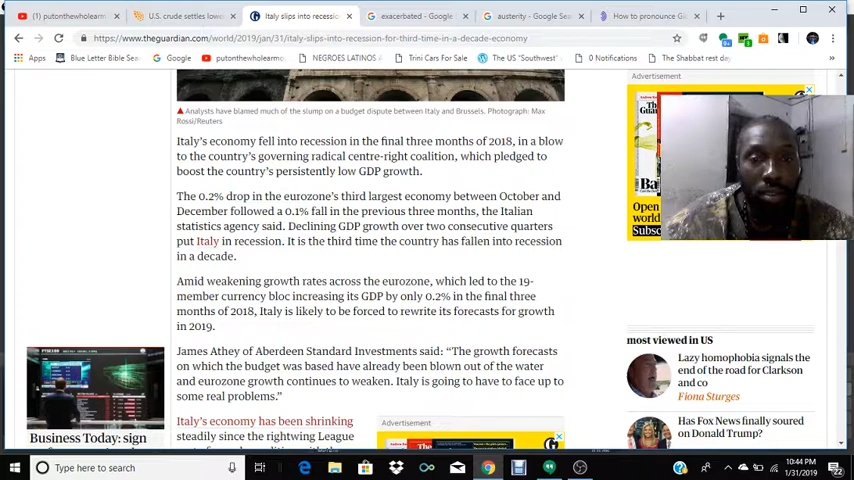 (1) putonthewholearm
U.S. crude settles lower
Italy slips into recession
exacerbated - Google
austerity - Google Sea
How to pronounce Gi
https://www.theguardian.com/world/2019/jan/31/italy-slips-into-recession-for-third-time-in-a-decade-economy
Apps
Blue Letter Bible Sea
Google
putonthewholearmo
NEGROES LATINOS A
Trini Cars For Sale
The US "Southwest"
0 Notifications
The Shabbat rest day
Advertisement
Analysts have blamed much of the slump on a budget dispute between Italy and Brussels. Photograph: Max
Rossi/Reuters
Italy's economy fell into recession in the final three months of 2018, in a blow
to the country's governing radical centre-right coalition, which pledged to
boost the country's persistently low GDP growth.
The 0.2% drop in the eurozone's third largest economy between October and
December followed a 0.1% fall in the previous three months, the Italian
statistics agency said. Declining GDP growth over two consecutive quarters
put Italy in recession. It is the third time the country has fallen into recession
in a decade.
Amid weakening growth rates across the eurozone, which led to the 19-
member currency bloc increasing its GDP by only 0.2% in the final three
months of 2018, Italy is likely to be forced to rewrite its forecasts for growth
in 2019.
James Athey of Aberdeen Standard Investments said: "The growth forecasts
on which the budget was based have already been blown out of the water
and eurozone growth continues to weaken. Italy is going to have to face up to
some real problems."
Italy's economy has been shrinking
steadily since the rightwing League
Advertisement
Business Today: sign
Open
world
Subsc
most viewed in US
Lazy homophobia signals the
end of the road for Clarkson
and co
Fiona Sturges
Has Fox News finally soured
on Donald Trump?
Type here to search
10:44 PM
1/31/2019
22